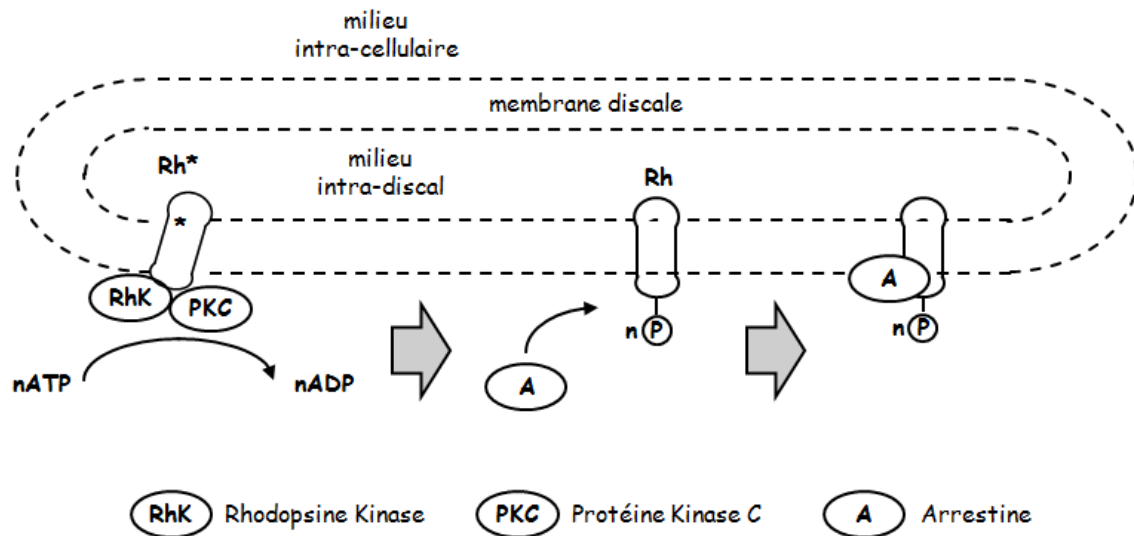 milieu
intra-cellulaire
membrane discale
Rh*
milieu
intra-discal
Rh
*
RhK
PKC
A
n P
n P
nATP
nADP
A
RhK Rhodopsine Kinase
PKC Protéine Kinase C
A Arrestine